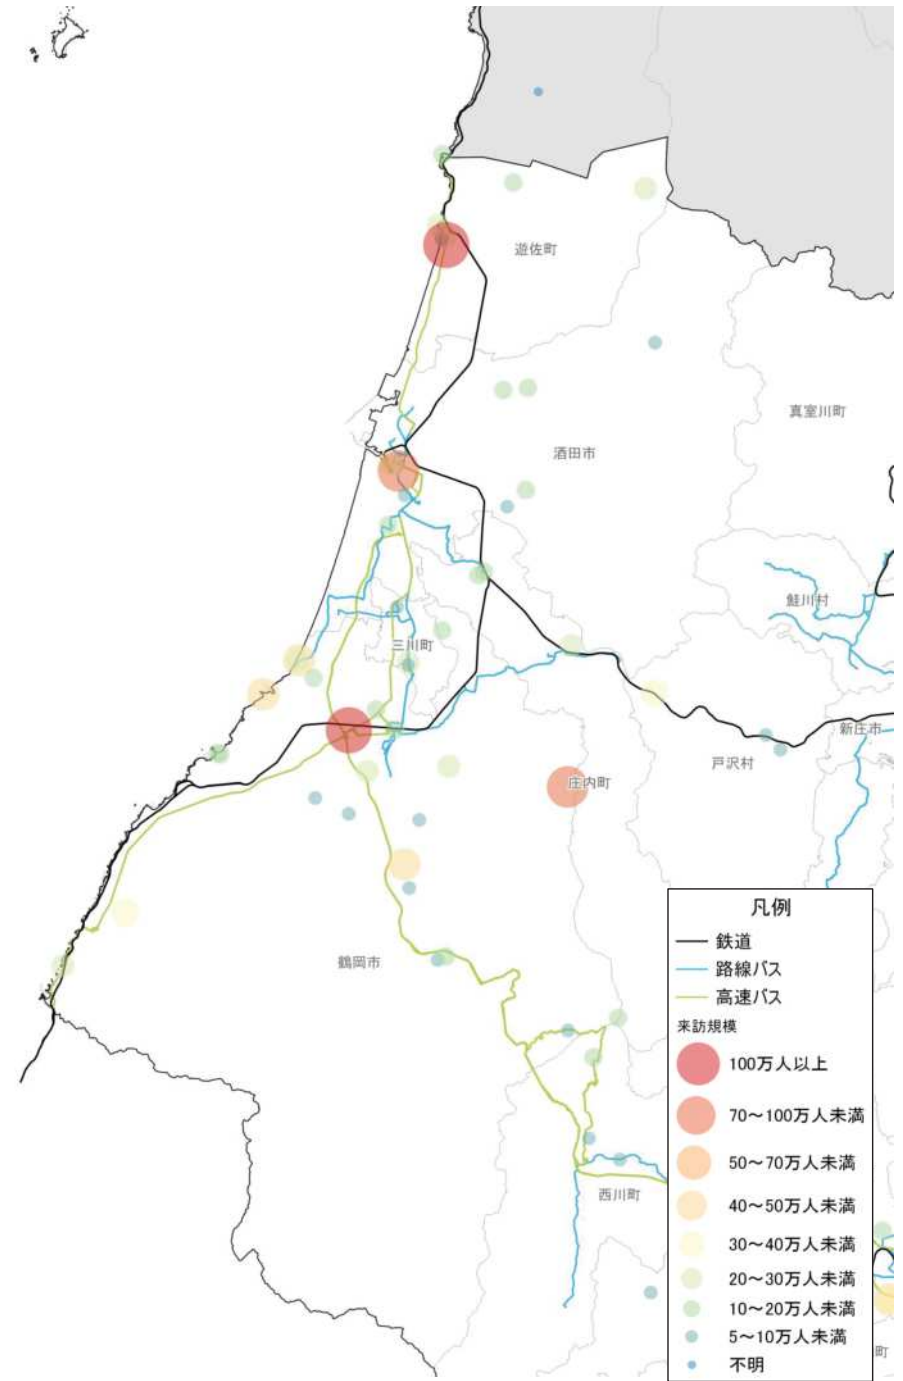 遊佐町
真室川町
酒田市
鮭川村
三川町
新庄市
戸沢村
庄内町
鶴岡市
西川町
町
凡例
鉄道
路線バス
高速バス
来訪規模
100万人以上
70～100万人未満
50～70万人未満
40～50万人未満
30～40万人未満
20～30万人未満
10～20万人未満
5～10万人未満
不明